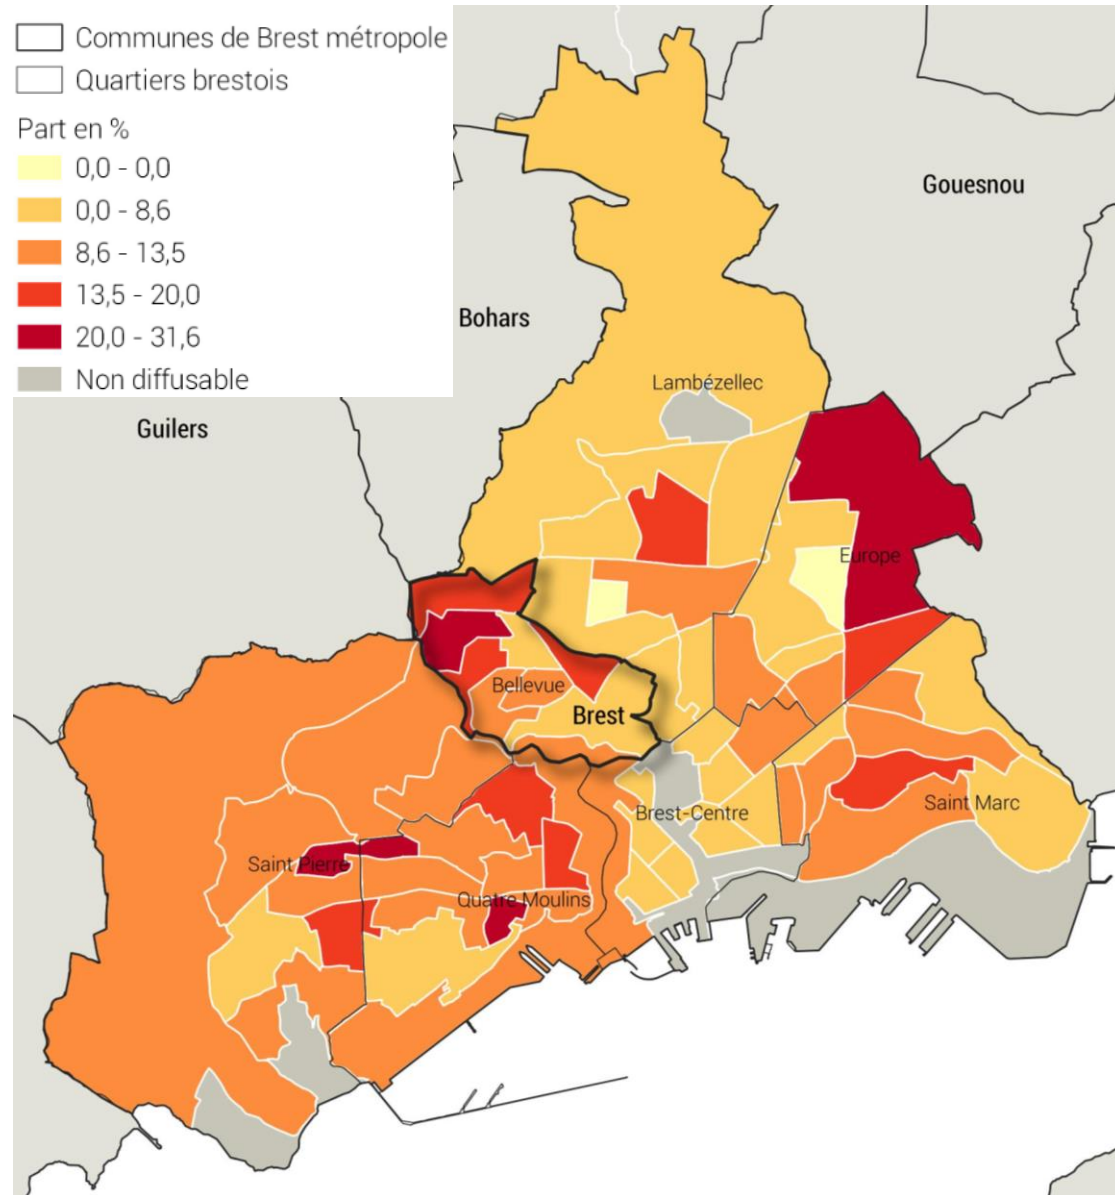 Communes de Brest métropole
Quartiers brestois
Part en %
0,0 - 0,0
0,0 - 8,6
8,6 - 13,5
13,5 - 20,0
20,0 - 31,6
Non diffusable
Gouesnou
Bohars
Lambézellec
Guilers
Europe
Bellevue
Brest
Saint Marc
Brest-Centre
Saint Pierre
Quatre Moulins